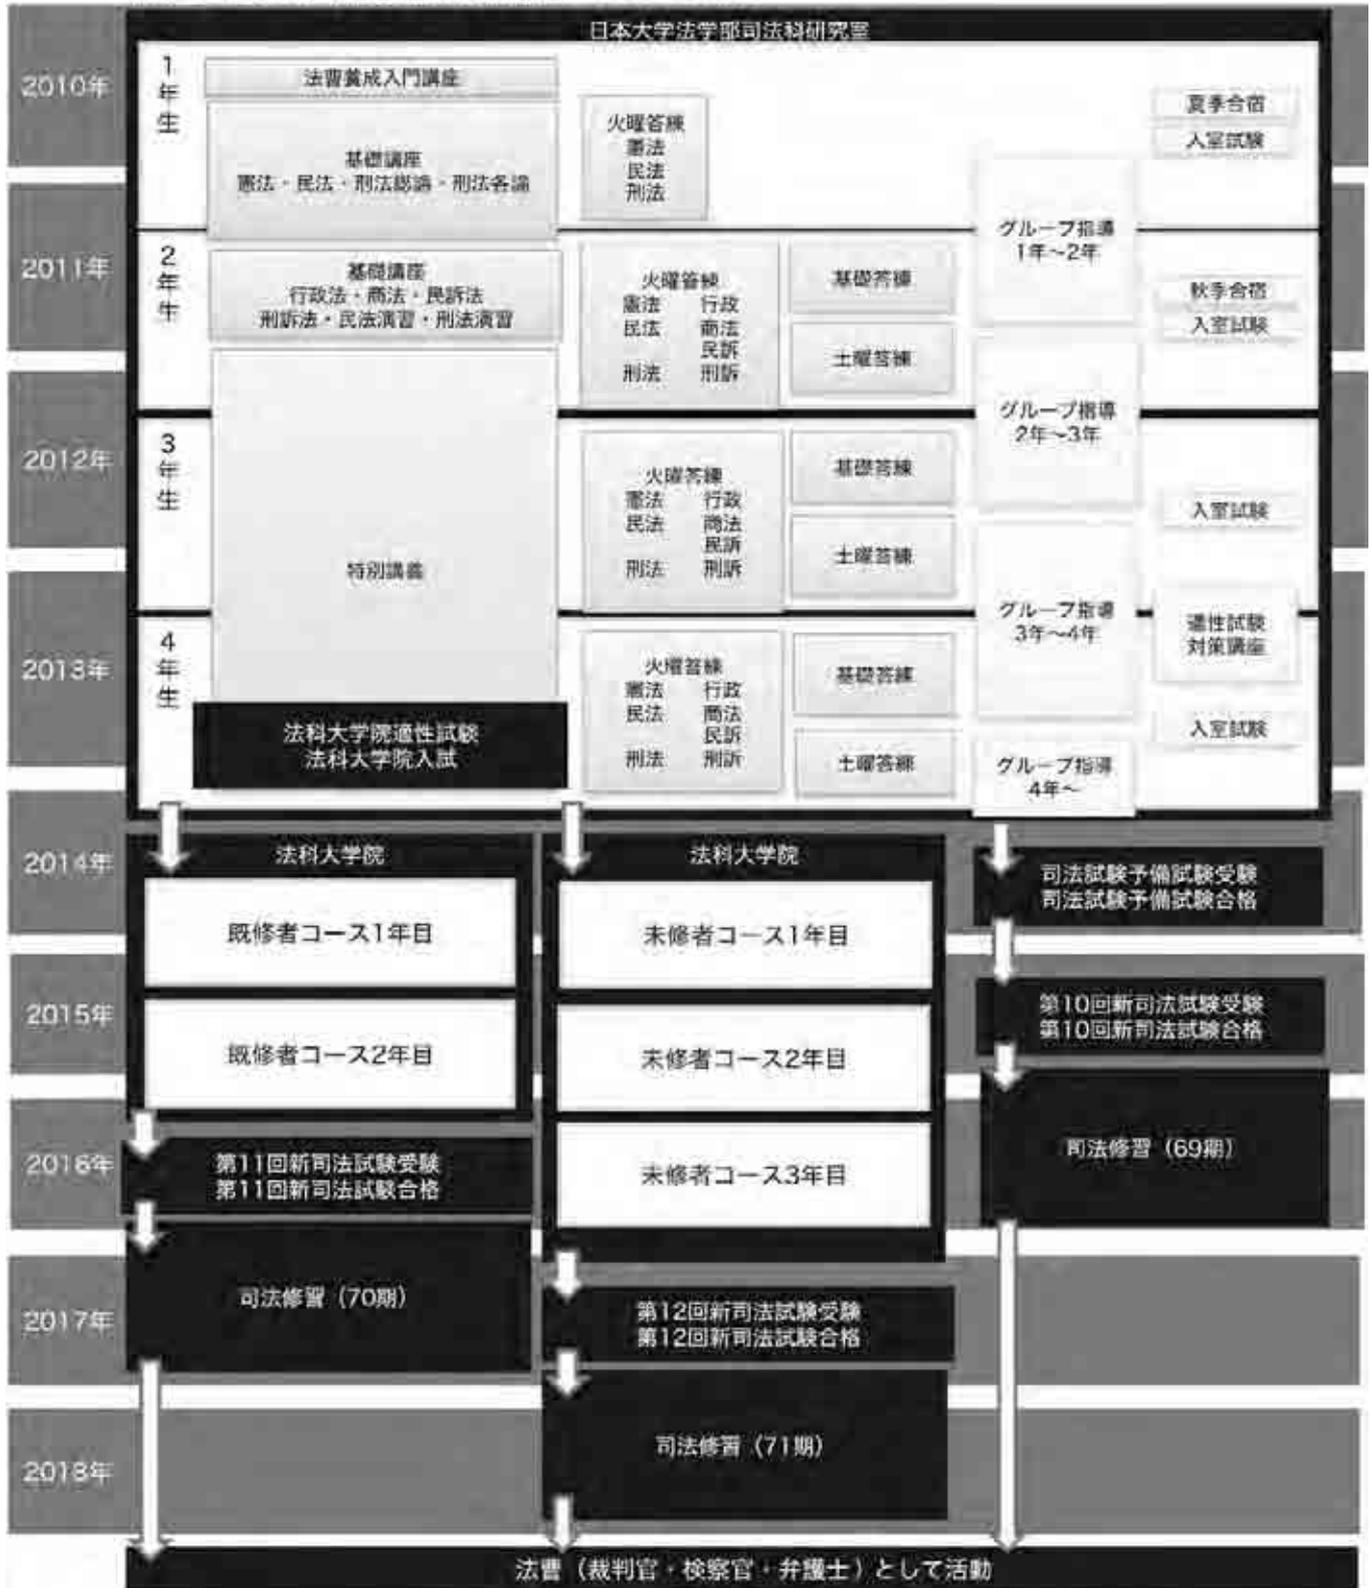 日本大学法学部司法科研究室
2010年
1年生
法曹養成入門講座
基礎講座
憲法・民法・刑法総論・刑法各論
火曜答練
憲法
民法
刑法
夏季合宿
入室試験
グループ指導
1年〜2年
2011年
2年生
基礎講座
行政法・商法・民訴法
刑訴法・民法演習・刑法演習
火曜答練
憲法 行政
民法 商法
民訴
刑法 刑訴
基礎答練
土曜答練
秋季合宿
入室試験
グループ指導
2年〜3年
2012年
3年生
特別講義
火曜答練
憲法 行政
民法 商法
民訴
刑法 刑訴
基礎答練
土曜答練
入室試験
グループ指導
3年〜4年
適性試験
対策講座
2013年
4年生
法科大学院適性試験
法科大学院入試
火曜答練
憲法 行政
民法 商法
民訴
刑法 刑訴
基礎答練
土曜答練
入室試験
グループ指導
4年〜
2014年
法科大学院
既修者コース1年目
法科大学院
未修者コース1年目
司法試験予備試験受験
司法試験予備試験合格
2015年
既修者コース2年目
未修者コース2年目
第10回新司法試験受験
第10回新司法試験合格
2016年
第11回新司法試験受験
第11回新司法試験合格
未修者コース3年目
司法修習（69期）
2017年
司法修習（70期）
第12回新司法試験受験
第12回新司法試験合格
2018年
司法修習（71期）
法曹（裁判官・検察官・弁護士）として活動